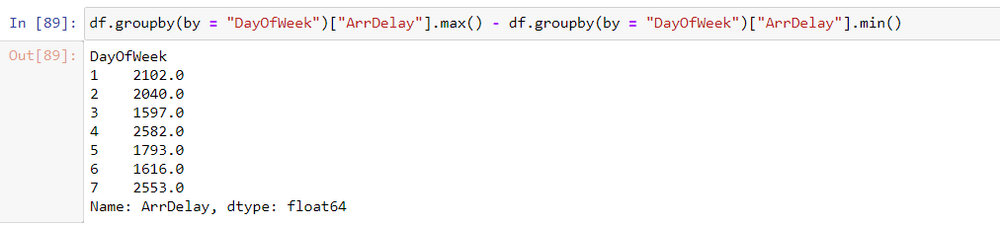 In [89]: df.groupby(by = "DayOfWeek")["ArrDelay"].max() - df.groupby(by = "DayOfWeek")["ArrDelay"].min()
Out[89]: DayOfWeek
1    2102.0
2    2040.0
3    1597.0
4    2582.0
5    1793.0
6    1616.0
7    2553.0
Name: ArrDelay, dtype: float64